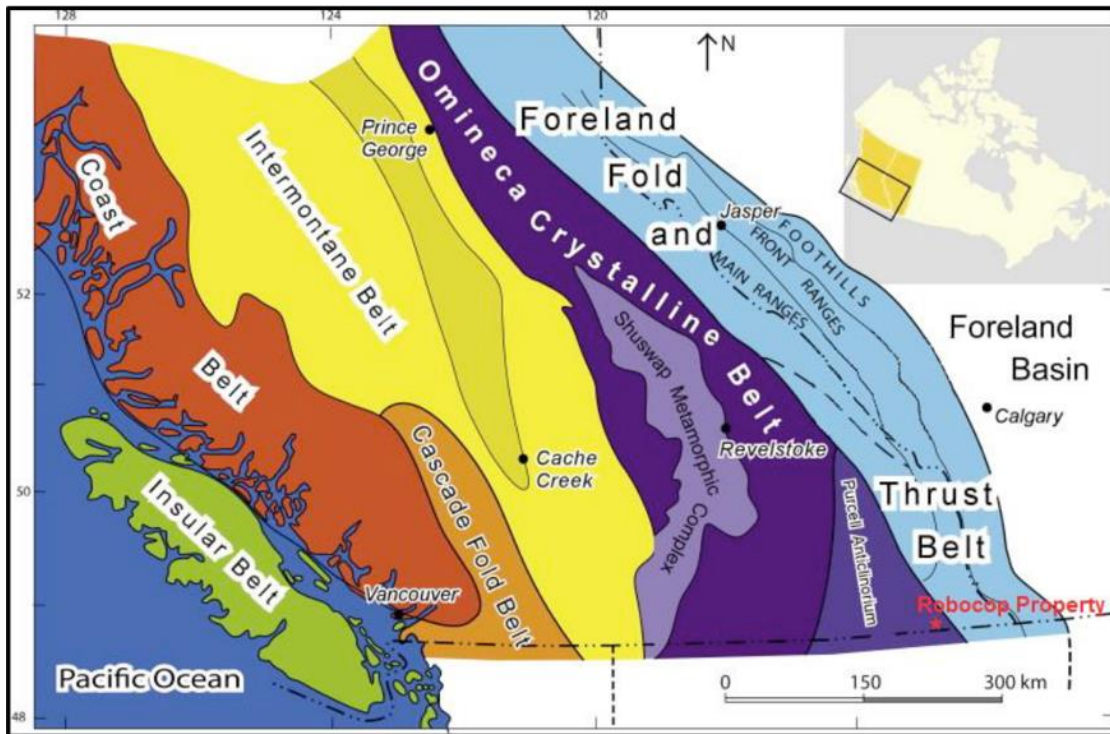 128
124
120
N
Prince
George
Omineca Crystalline Belt
Foreland
Fold
and
Jasper
FOOTHILLS
FRONT RANGES
MAIN RANGES
Coast
Belt
Intermontane Belt
52
Shuswap Metamorphic Complex
Foreland
Basin
Calgary
Revelstoke
Cache
Creek
Cascade Fold Belt
50
Insular Belt
Purcell Anticlinorium
Thrust
Belt
Vancouver
Robocop Property
Pacific Ocean
0 150 300 km
48